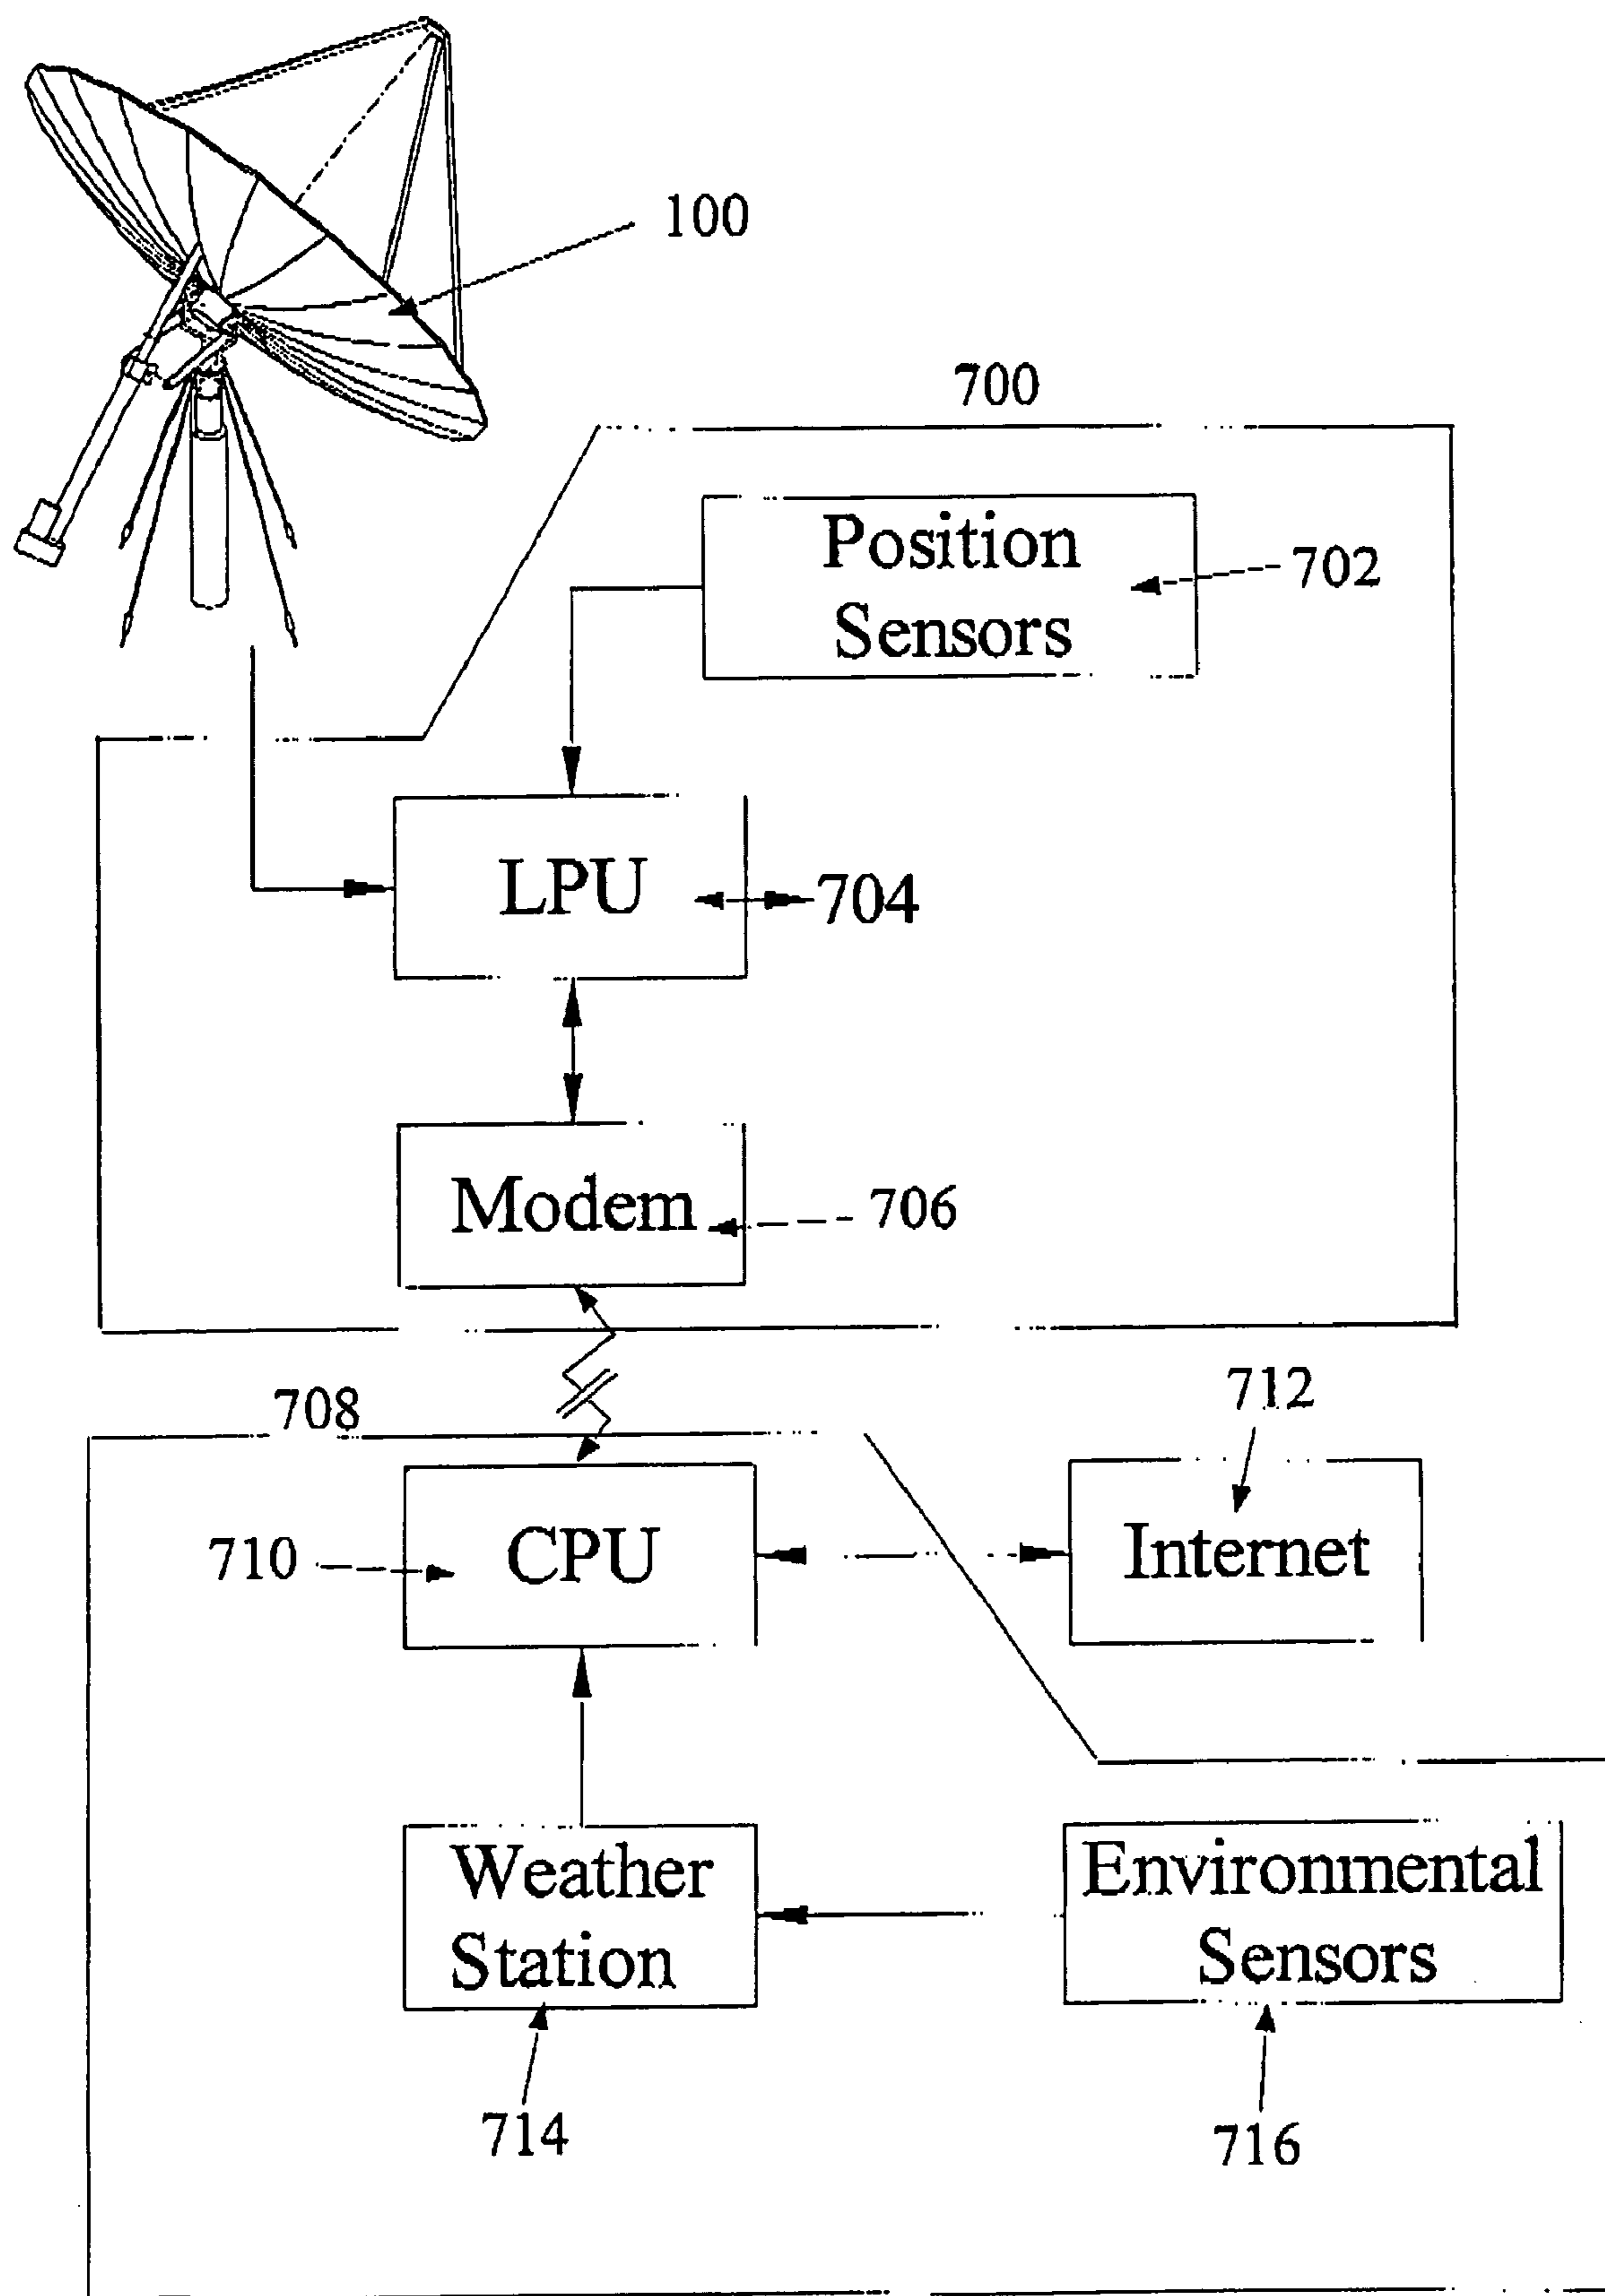 100
700
Position
Sensors
702
LPU
704
Modem
706
708
712
710
CPU
Internet
Weather
Station
Environmental
Sensors
714
716